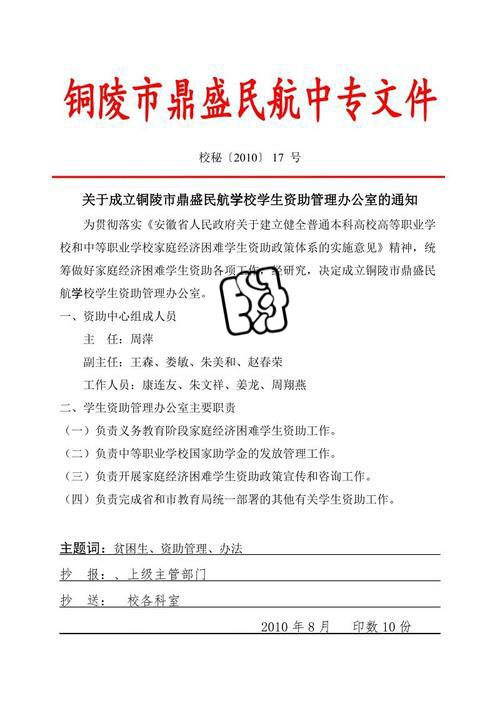 铜陵市鼎盛民航中专文件
校秘〔2010〕 17 号
关于成立铜陵市鼎盛民航学校学生资助管理办公室的通知
为贯彻落实《安徽省人民政府关于建立健全普通本科高校高等职业学
校和中等职业学校家庭经济困难学生资助政策体系的实施意见》精神，统
筹做好家庭经济困难学生资助各项工作，经研究，决定成立铜陵市鼎盛民
航学校学生资助管理办公室。
一、资助中心组成人员
主 任：周萍
副主任：王森、娄敏、朱美和、赵春荣
工作人员：康连友、朱文祥、姜龙、周翔燕
二、学生资助管理办公室主要职责
（一）负责义务教育阶段家庭经济困难学生资助工作。
（二）负责中等职业学校国家助学金的发放管理工作。
（三）负责开展家庭经济困难学生资助政策宣传和咨询工作。
（四）负责完成省和市教育局统一部署的其他有关学生资助工作。
主题词：贫困生、资助管理、办法
抄 报：、上级主管部门
抄 送： 校各科室
2010 年 8 月 印数 10 份